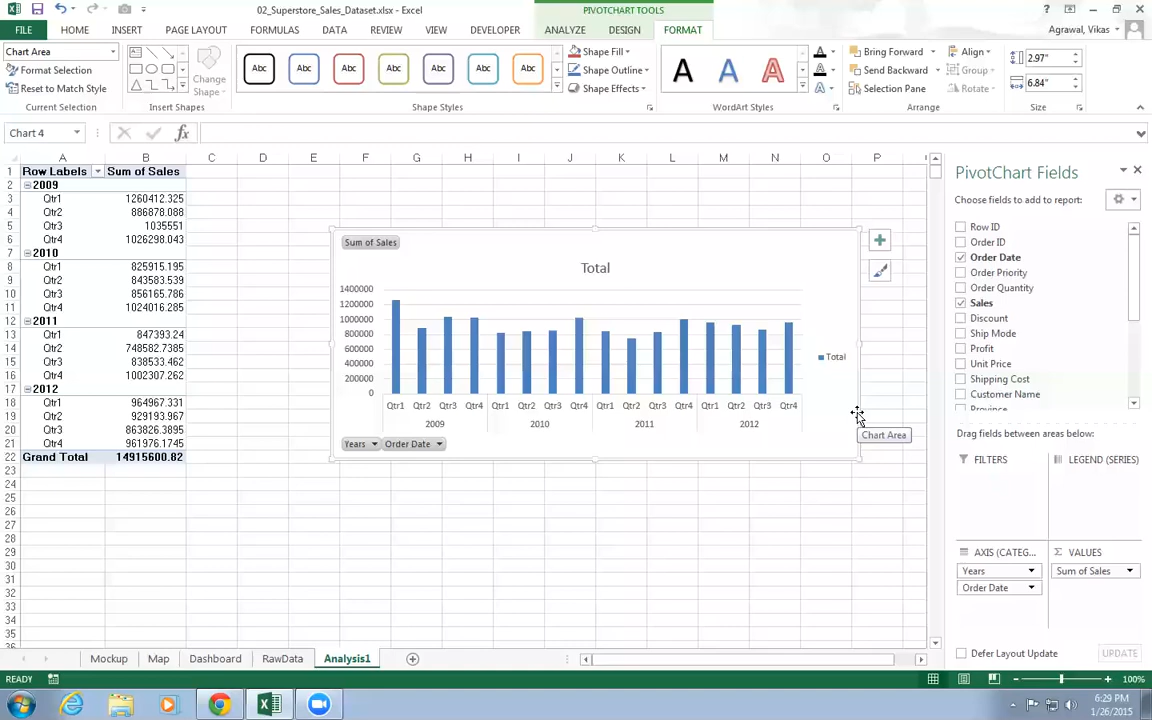 02_Superstore_Sales_Dataset.xlsx - Excel
PIVOTCHART TOOLS
FILE
HOME
INSERT
PAGE LAYOUT
FORMULAS
DATA
REVIEW
VIEW
DEVELOPER
ANALYZE
DESIGN
FORMAT
Agrawal, Vikas
Chart Area
Format Selection
Reset to Match Style
Current Selection
Change
Shape
Insert Shapes
Abc
Abc
Abc
Abc
Abc
Abc
Abc
Shape Fill
Shape Outline
Shape Effects
Shape Styles
A
A
A
WordArt Styles
Bring Forward
Send Backward
Selection Pane
Align
Group
Rotate
Arrange
2.97"
6.84"
Size
Chart 4
fx
A B C D E F G H I J K L M N O P
1 Row Labels Sum of Sales
2 2009
3 Qtr1 1260412.325
4 Qtr2 886878.088
5 Qtr3 1035551
6 Qtr4 1026298.043
7 2010
8 Qtr1 825915.195
9 Qtr2 843583.539
10 Qtr3 856165.786
11 Qtr4 1024016.285
12 2011
13 Qtr1 847393.24
14 Qtr2 748582.7385
15 Qtr3 838533.462
16 Qtr4 1002307.262
17 2012
18 Qtr1 964967.331
19 Qtr2 929193.967
20 Qtr3 863826.3895
21 Qtr4 961976.1745
22 Grand Total 14915600.82
23
24
25
26
27
28
29
30
31
32
33
34
35
Sum of Sales
Total
1400000
1200000
1000000
800000
600000
400000
200000
0
Qtr1 Qtr2 Qtr3 Qtr4 Qtr1 Qtr2 Qtr3 Qtr4 Qtr1 Qtr2 Qtr3 Qtr4 Qtr1 Qtr2 Qtr3 Qtr4
2009 2010 2011 2012
Total
Years
Order Date
Chart Area
PivotChart Fields
Choose fields to add to report:
Row ID
Order ID
Order Date
Order Priority
Order Quantity
Sales
Discount
Ship Mode
Profit
Unit Price
Shipping Cost
Customer Name
Province
Drag fields between areas below:
FILTERS
LEGEND (SERIES)
AXIS (CATEG...
Σ VALUES
Years
Order Date
Sum of Sales
Defer Layout Update
UPDATE
Mockup
Map
Dashboard
RawData
Analysis1
READY
100%
6:29 PM
1/26/2015